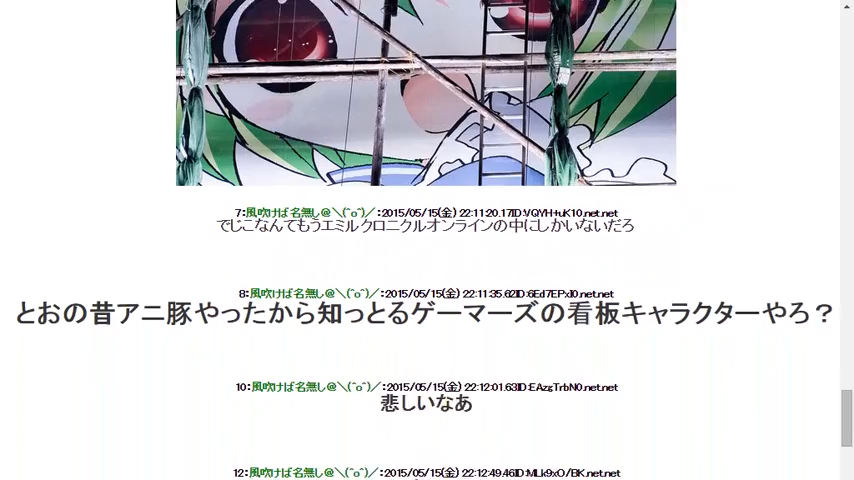 7:風吹けば名無し@＼(^o^)／:2015/05/15(金) 22:11:20.17ID:VQYH+uK10.net.net
でじこなんてもうエミルクロニクルオンラインの中にしかいないだろ
8:風吹けば名無し@＼(^o^)／:2015/05/15(金) 22:11:35.62ID:6Ed7EPxI0.net.net
とおの昔アニ豚やったから知っとるゲーマーズの看板キャラクターやろ？
10:風吹けば名無し@＼(^o^)／:2015/05/15(金) 22:12:01.63ID:EAzgTrbN0.net.net
悲しいなあ
12:風吹けば名無し@＼(^o^)／:2015/05/15(金) 22:12:49.46ID:MLk9xO/BK.net.net